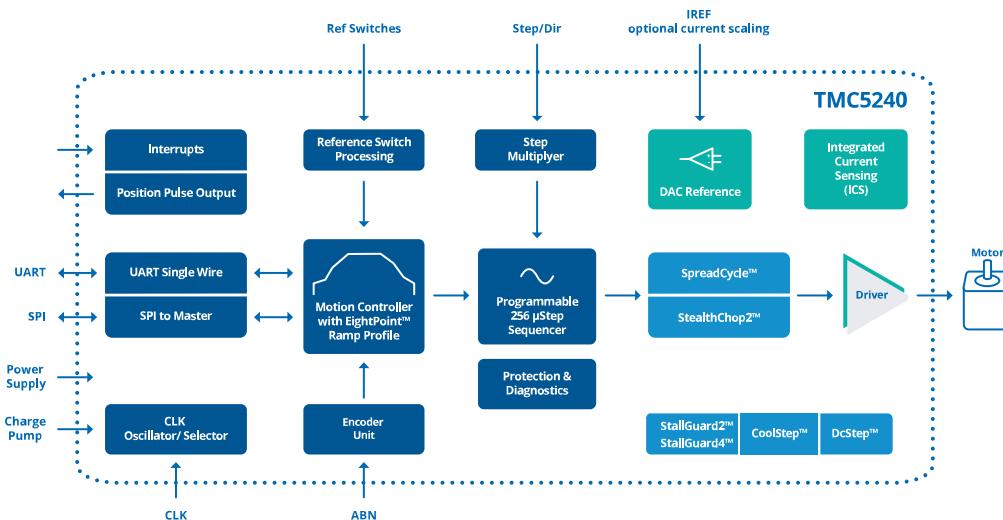 Ref Switches
Step/Dir
IREF
optional current scaling
TMC5240
Interrupts
Position Pulse Output
Reference Switch
Processing
Step
Multiplyer
DAC Reference
Integrated
Current
Sensing
(ICS)
UART
UART Single Wire
SPI
SPI to Master
Motion Controller
with EightPoint™
Ramp Profile
Programmable
256 µStep
Sequencer
SpreadCycle™
StealthChop2™
Driver
Motor
Power
Supply
Protection &
Diagnostics
Charge
Pump
CLK
Oscillator/ Selector
Encoder
Unit
StallGuard2™
StallGuard4™
CoolStep™
DcStep™
CLK
ABN